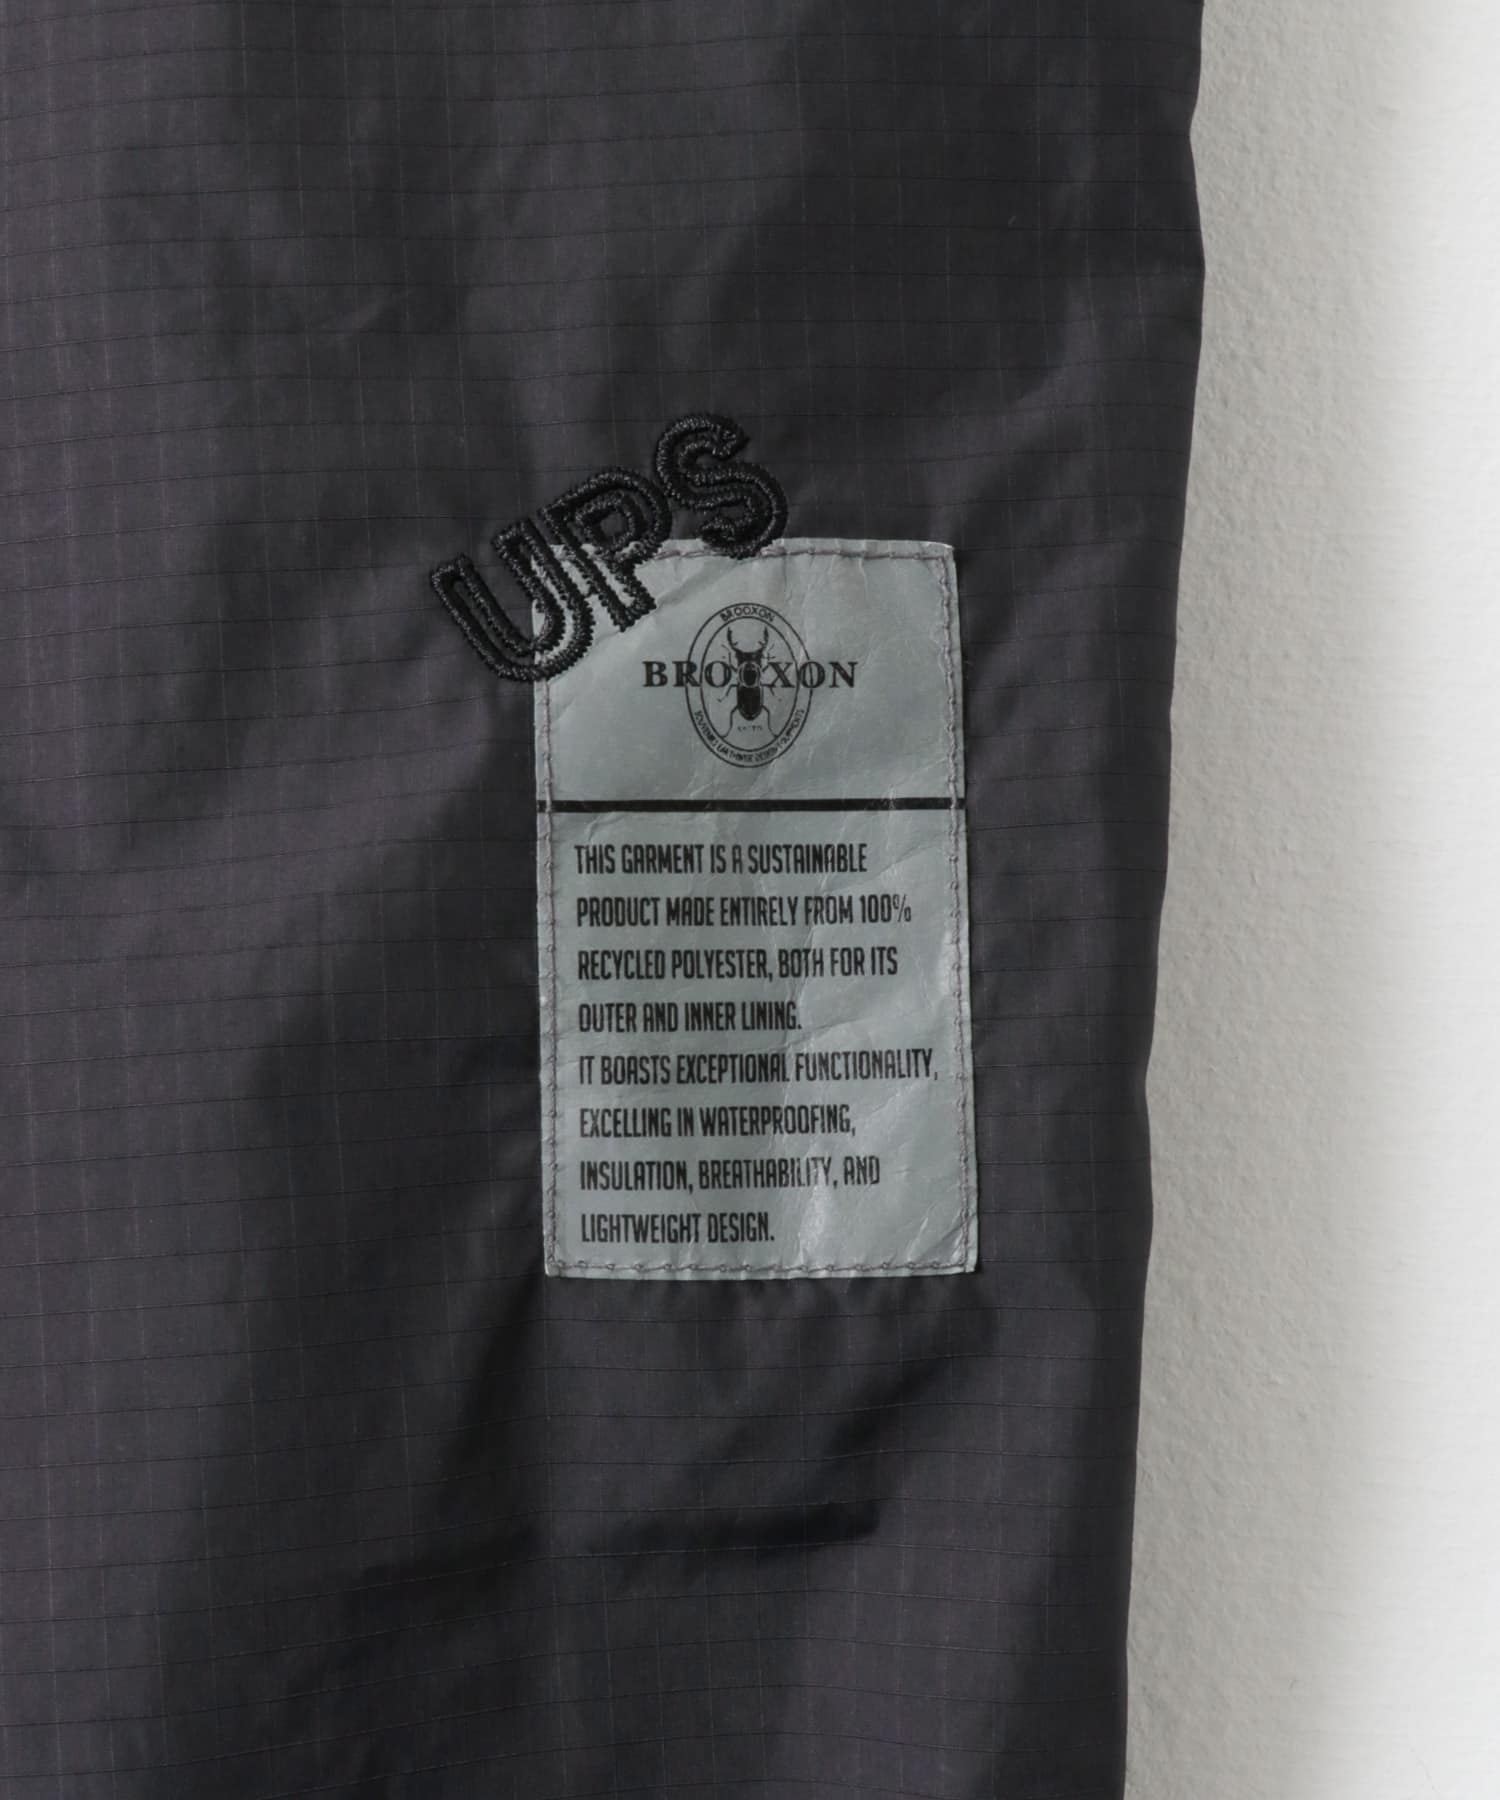 UPS
BROOXON
BROOXON
THIS GARMENT IS A SUSTAINABLE
PRODUCT MADE ENTIRELY FROM 100%
RECYCLED POLYESTER, BOTH FOR ITS
OUTER AND INNER LINING.
IT BOASTS EXCEPTIONAL FUNCTIONALITY,
EXCELLING IN WATERPROOFING,
INSULATION, BREATHABILITY, AND
LIGHTWEIGHT DESIGN.